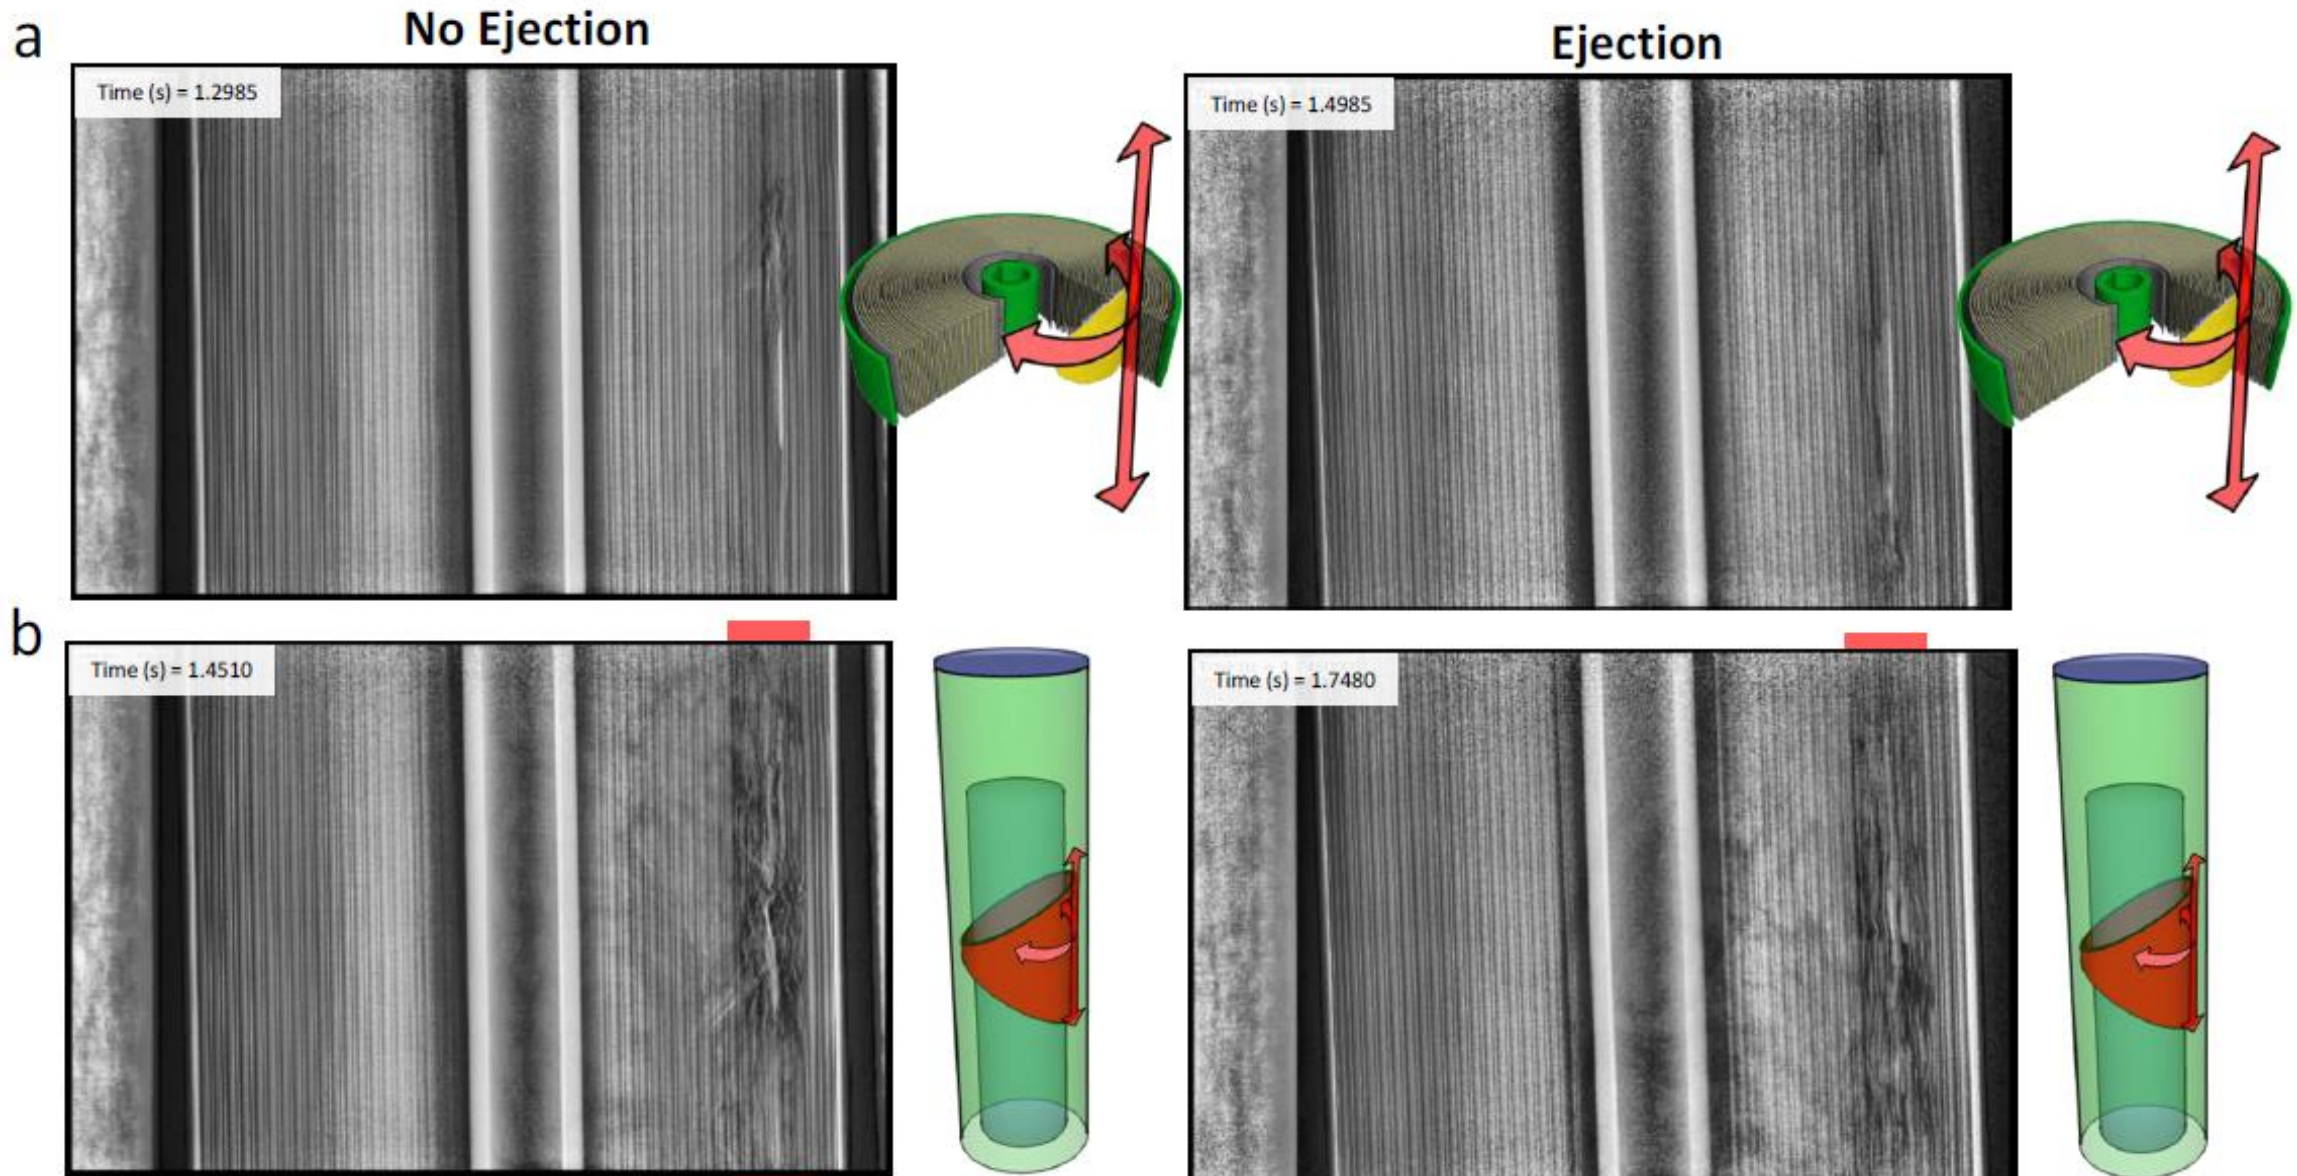 a
No Ejection
Ejection
Time (s) = 1.2985
Time (s) = 1.4985
b
Time (s) = 1.4510
Time (s) = 1.7480